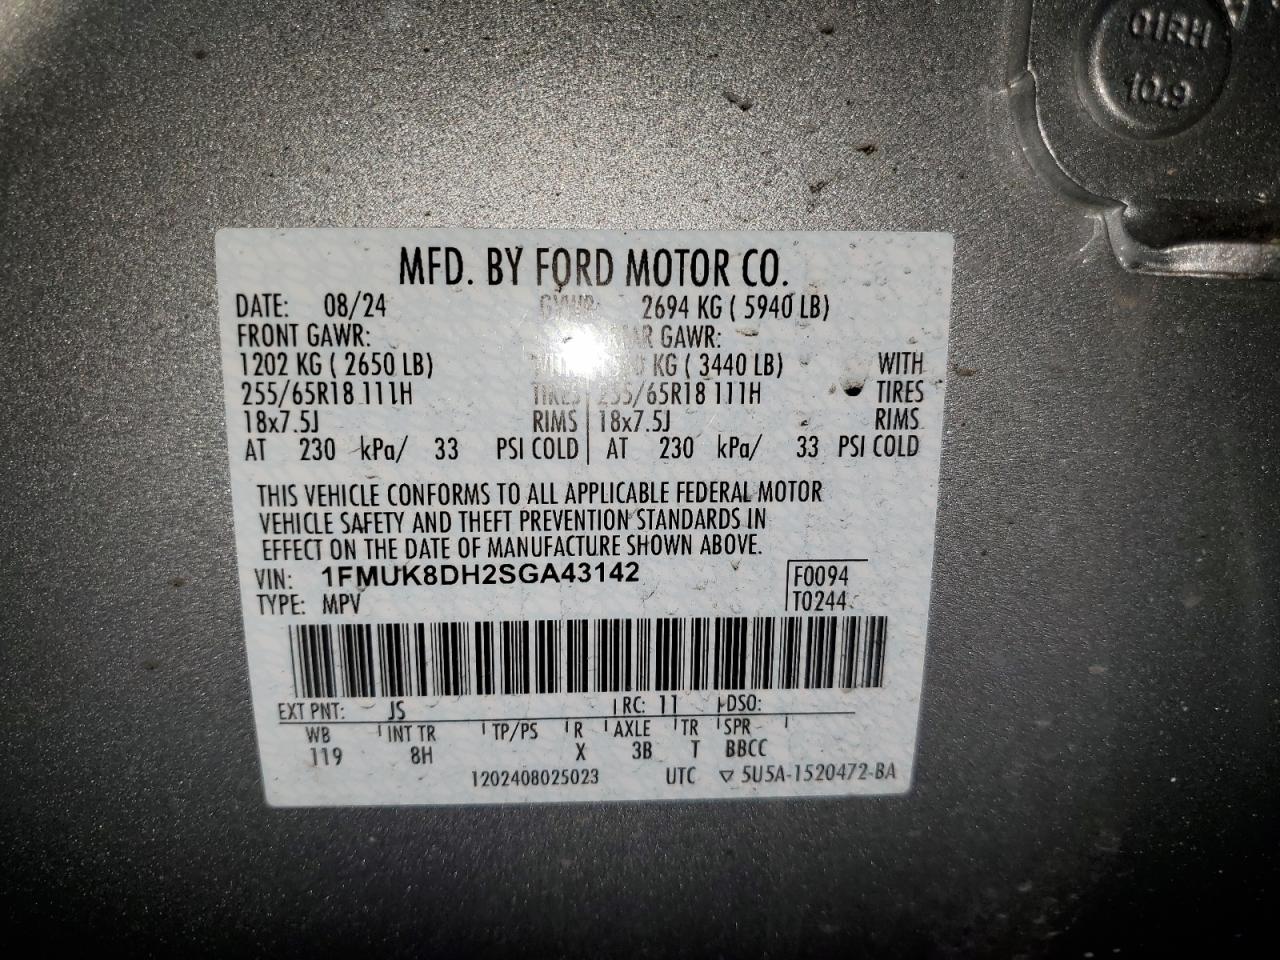 01RH
10.9
MFD. BY FORD MOTOR CO.
DATE: 08/24 GVWR: 2694 KG ( 5940 LB)
FRONT GAWR: GAWR:
1202 KG ( 2650 LB) WITH KG ( 3440 LB) WITH
255/65R18 111H TIRES 255/65R18 111H TIRES
18x7.5J RIMS 18x7.5J RIMS
AT 230 kPa/ 33 PSI COLD AT 230 kPa/ 33 PSI COLD
THIS VEHICLE CONFORMS TO ALL APPLICABLE FEDERAL MOTOR
VEHICLE SAFETY AND THEFT PREVENTION STANDARDS IN
EFFECT ON THE DATE OF MANUFACTURE SHOWN ABOVE.
VIN: 1FMUK8DH2SGA43142 F0094
TYPE: MPV T0244
EXT PNT: JS RC: 11 DSO:
WB INT TR TP/PS R AXLE TR SPR
119 8H X 3B T BBCC
1202408025023 UTC ▽ 5U5A-1520472-BA